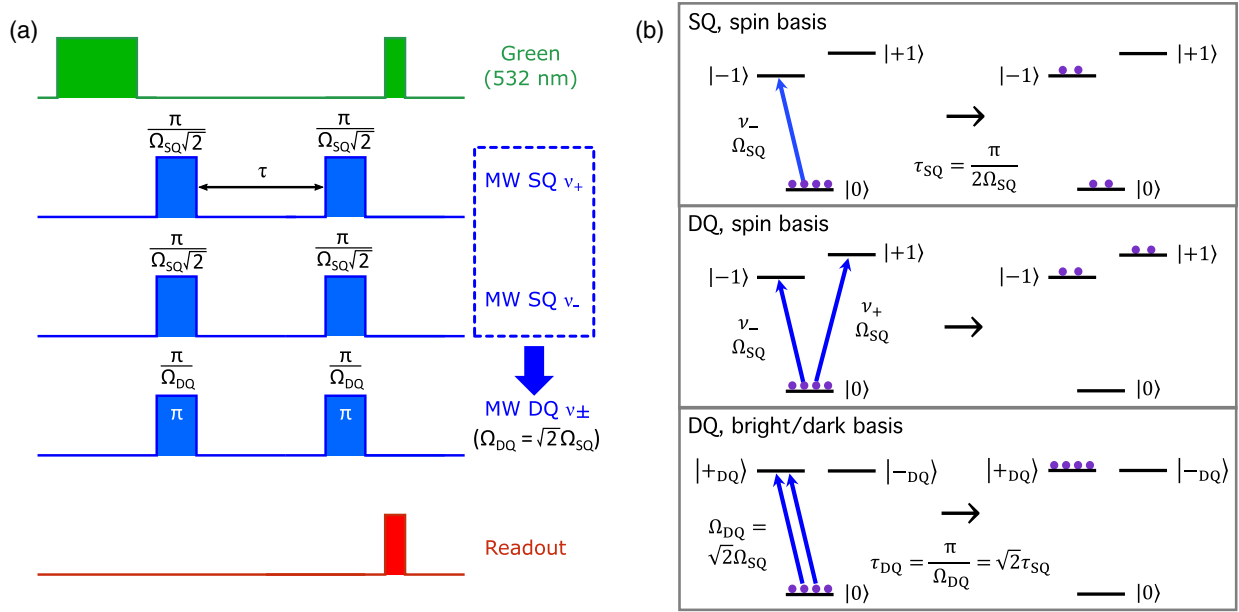 (a)
Green
(532 nm)
π/(Ω_SQ√2)
π/(Ω_SQ√2)
τ
MW SQ ν₊
π/(Ω_SQ√2)
π/(Ω_SQ√2)
MW SQ ν₋
π/Ω_DQ
π/Ω_DQ
π
π
MW DQ ν±
(Ω_DQ = √2Ω_SQ)
Readout
(b)
SQ, spin basis
|+1⟩
|−1⟩
ν₋
Ω_SQ
|0⟩
τ_SQ = π/(2Ω_SQ)
|+1⟩
|−1⟩
|0⟩
DQ, spin basis
|+1⟩
|−1⟩
ν₋
Ω_SQ
ν₊
Ω_SQ
|0⟩
|+1⟩
|−1⟩
|0⟩
DQ, bright/dark basis
|+_DQ⟩
|−_DQ⟩
Ω_DQ =
√2Ω_SQ
|0⟩
τ_DQ = π/Ω_DQ = √2τ_SQ
|+_DQ⟩
|−_DQ⟩
|0⟩